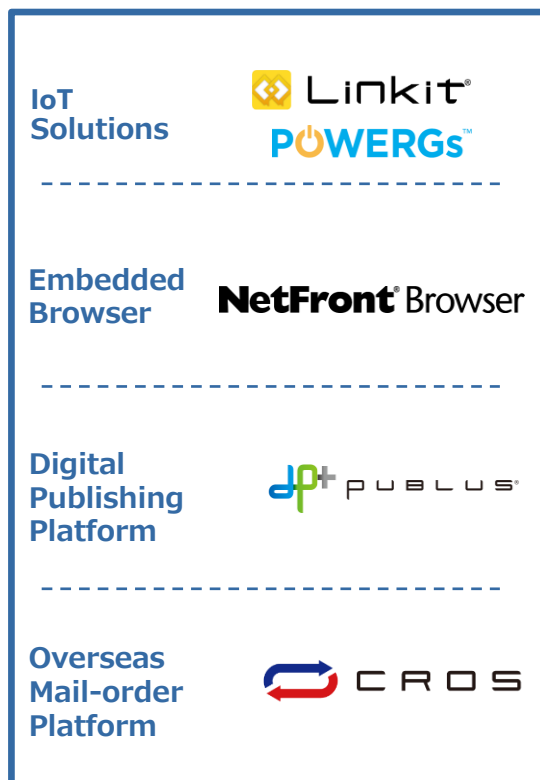 IoT
Solutions
Linkit®
POWERGs™
Embedded
Browser
NetFront® Browser
Digital
Publishing
Platform
PUBLUS®
Overseas
Mail-order
Platform
CROS